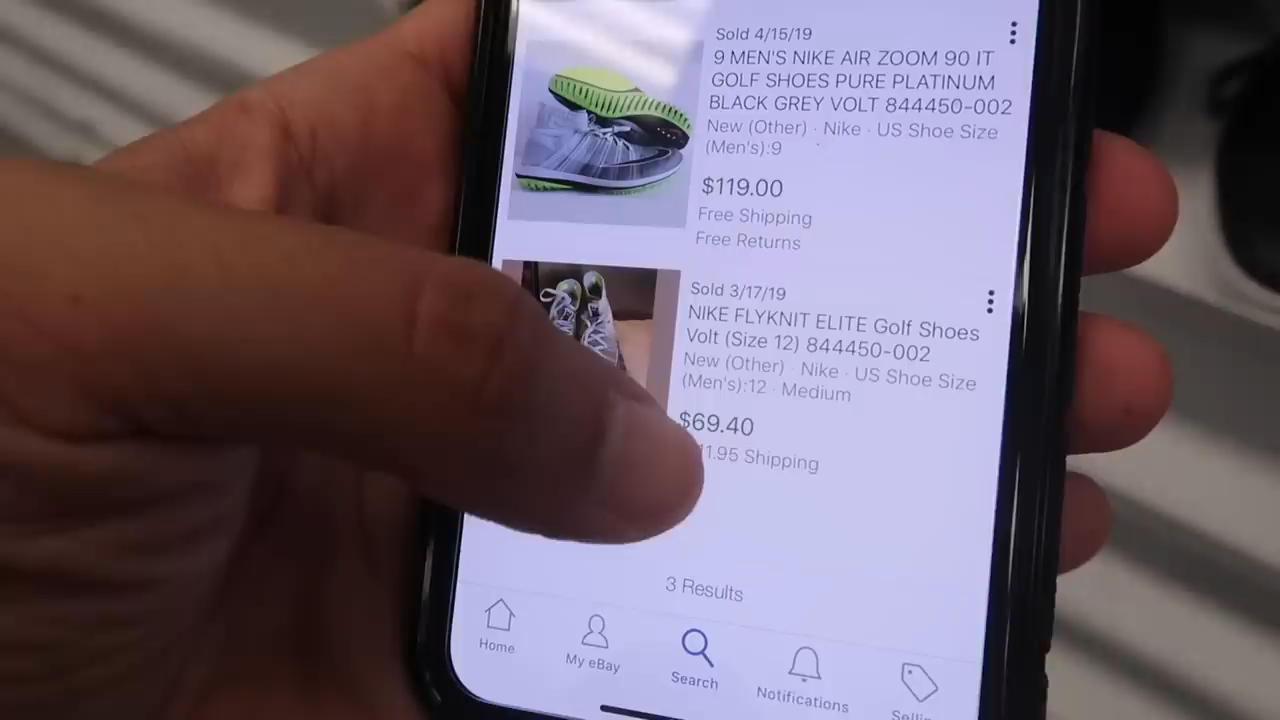 Sold 4/15/19
9 MEN'S NIKE AIR ZOOM 90 IT
GOLF SHOES PURE PLATINUM
BLACK GREY VOLT 844450-002
New (Other) · Nike · US Shoe Size
(Men's):9
$119.00
Free Shipping
Free Returns
Sold 3/17/19
NIKE FLYKNIT ELITE Golf Shoes
Volt (Size 12) 844450-002
New (Other) · Nike · US Shoe Size
(Men's):12 · Medium
$69.40
Shipping
3 Results
Home
My eBay
Search
Notifications